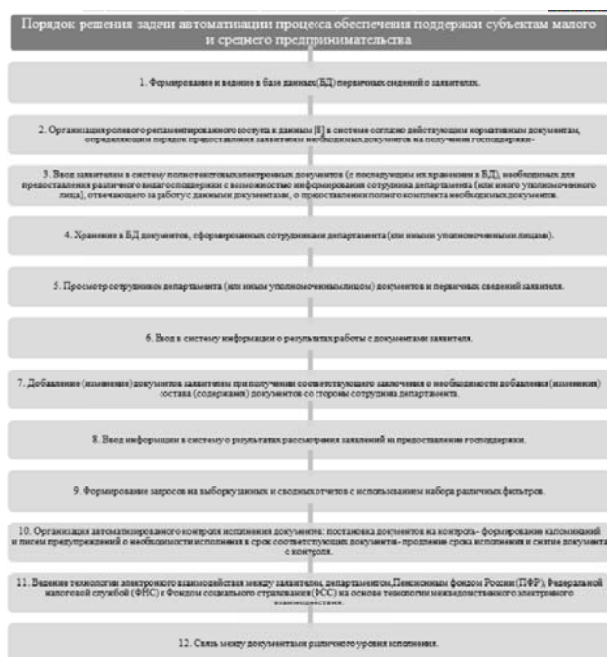 Порядок решения задачи автоматизации процесса обеспечения поддержки субъектам малого
и среднего предпринимательства
1. Формирование и ведение в базе данных(БД) первичных сведений о заявителях.
2. Организация ролевого регламентированного доступа к данным [8] в системе согласно действующим нормативным документам,
определяющим порядок предоставления заявителем необходимых документов на получения господдержки-
3. Ввод заявителем в систему полнотекстовых электронных документов (с последующим их хранением в БД), необходимых для
предоставления различного вида господдержки с возможностью информирования сотрудника департамента (или иного уполномоченного
лица), отвечающего за работу с данными документами, о предоставлении полного комплекта необходимых документов.
4. Хранение в БД документов, сформированных сотрудниками департамента (или иными уполномоченными лицами).
5. Просмотр сотрудником департамента (или иным уполномоченным лицом) документов и первичных сведений заявителя.
6. Ввод в систему информации о результатах работы с документами заявителя.
7. Добавление (изменение) документов заявителем при получении соответствующего заключения о необходимости добавления (изменения)
состава (содержания) документов со стороны сотрудника департамента.
8. Ввод информации в систему о результатах рассмотрения заявлений на предоставление господдержки.
9. Формирование запросов на выборку данных и сводных отчетов с использованием набора различных фильтров.
10. Организация автоматизированного контроля исполнения документов: постановка документов на контроль- формирование напоминаний
и писем предупреждений о необходимости исполнения в срок соответствующих документов- продление срока исполнения и снятие документа
с контроля.
11. Ведение технологии электронного взаимодействия между заявителем, департаментом, Пенсионным фондом России (ПФР), Федеральной
налоговой службой (ФНС) и Фондом социального страхования (ФСС) на основе технологии межведомственного электронного
взаимодействия.
12. Связь между документами различного уровня исполнения.